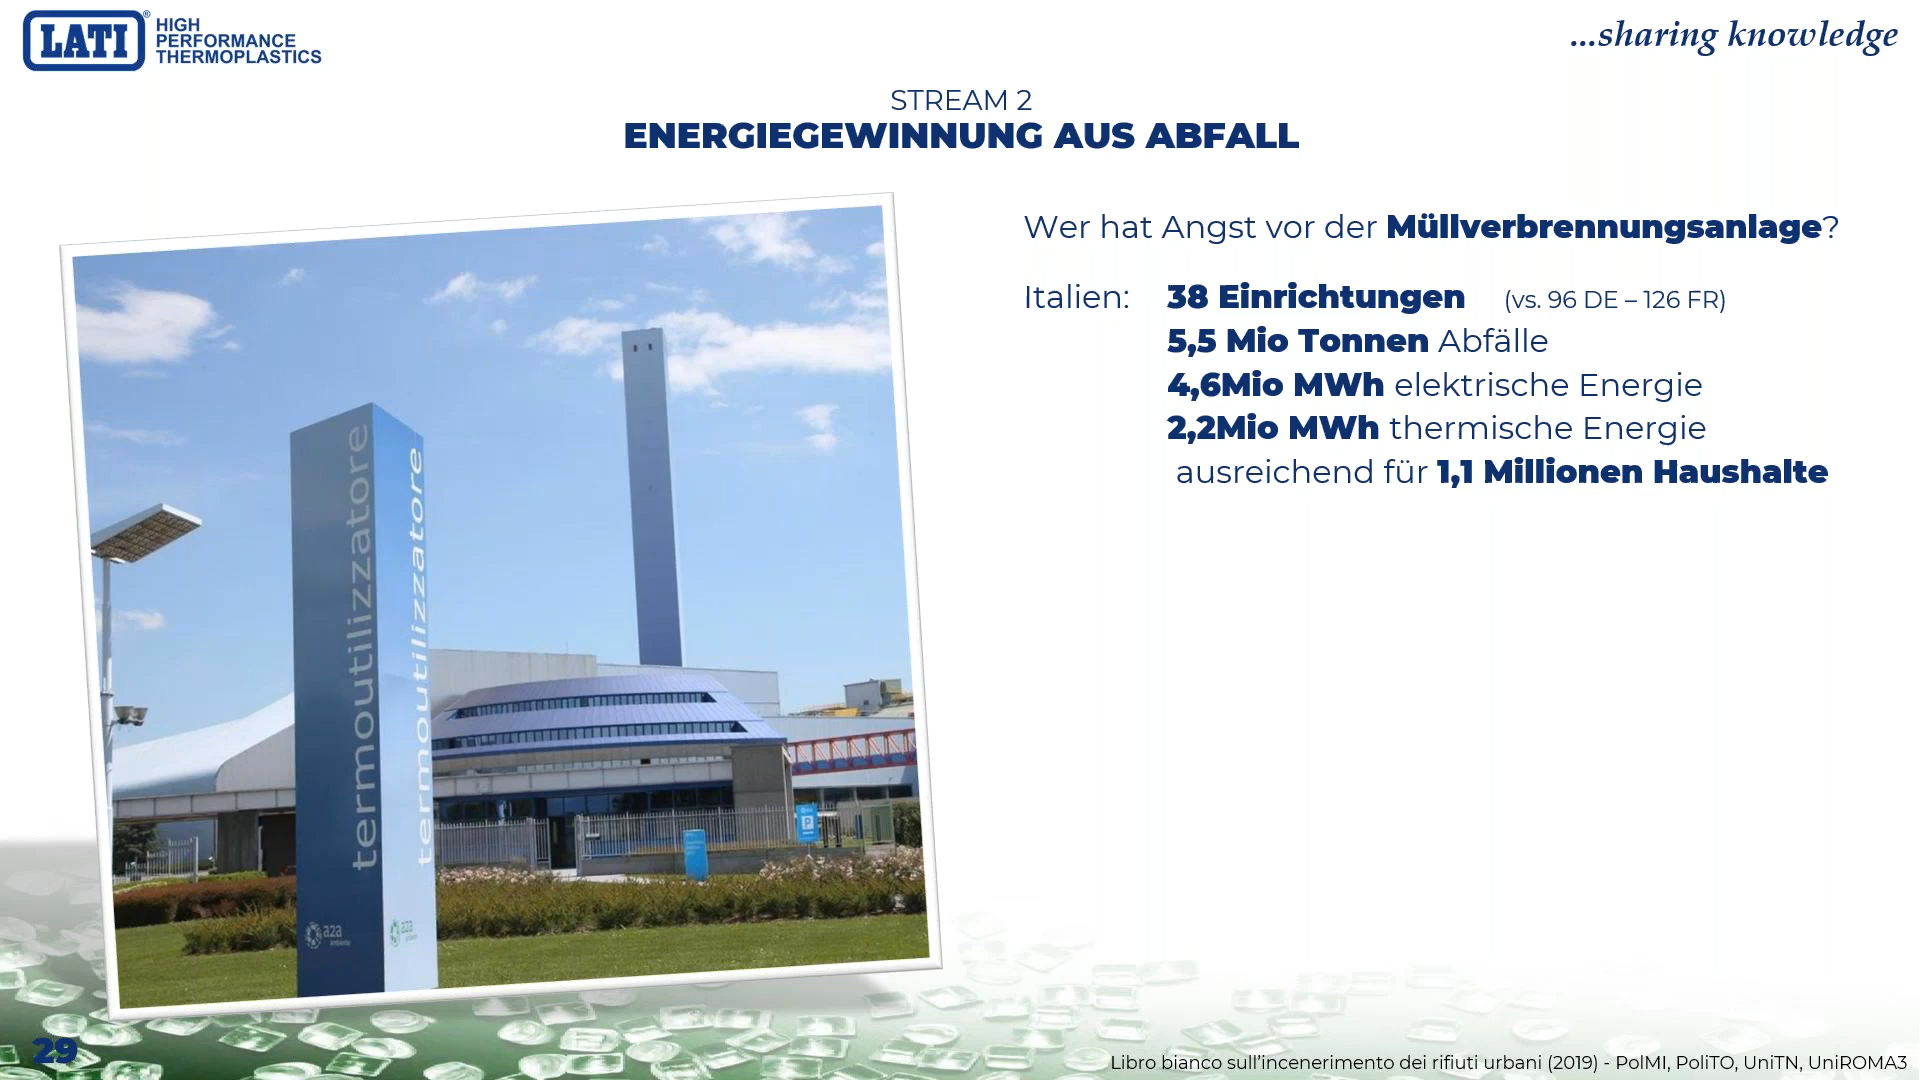 LATI® HIGH
PERFORMANCE
THERMOPLASTICS
...sharing knowledge
STREAM 2
ENERGIEGEWINNUNG AUS ABFALL
Wer hat Angst vor der Müllverbrennungsanlage?
Italien: 38 Einrichtungen (vs. 96 DE – 126 FR)
5,5 Mio Tonnen Abfälle
4,6Mio MWh elektrische Energie
2,2Mio MWh thermische Energie
ausreichend für 1,1 Millionen Haushalte
termoutilizzatore
termoutilizzatore
a2a
ambiente
a2a
P
29
Libro bianco sull'incenerimento dei rifiuti urbani (2019) - PolMI, PoliTO, UniTN, UniROMA3